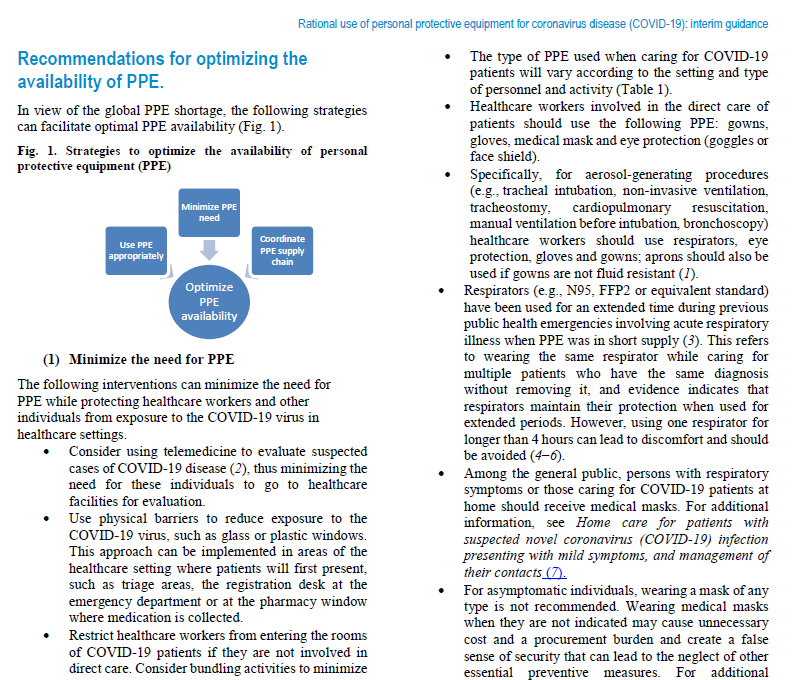 Rational use of personal protective equipment for coronavirus disease (COVID-19): interim guidance
Recommendations for optimizing the
availability of PPE.
In view of the global PPE shortage, the following strategies
can facilitate optimal PPE availability (Fig. 1).
Fig. 1. Strategies to optimize the availability of personal
protective equipment (PPE)
Minimize PPE
need
Use PPE
appropriately
Coordinate
PPE supply
chain
Optimize
PPE
availability
(1) Minimize the need for PPE
The following interventions can minimize the need for
PPE while protecting healthcare workers and other
individuals from exposure to the COVID-19 virus in
healthcare settings.
• Consider using telemedicine to evaluate suspected
cases of COVID-19 disease (2), thus minimizing the
need for these individuals to go to healthcare
facilities for evaluation.
• Use physical barriers to reduce exposure to the
COVID-19 virus, such as glass or plastic windows.
This approach can be implemented in areas of the
healthcare setting where patients will first present,
such as triage areas, the registration desk at the
emergency department or at the pharmacy window
where medication is collected.
• Restrict healthcare workers from entering the rooms
of COVID-19 patients if they are not involved in
direct care. Consider bundling activities to minimize
• The type of PPE used when caring for COVID-19
patients will vary according to the setting and type
of personnel and activity (Table 1).
• Healthcare workers involved in the direct care of
patients should use the following PPE: gowns,
gloves, medical mask and eye protection (goggles or
face shield).
• Specifically, for aerosol-generating procedures
(e.g., tracheal intubation, non-invasive ventilation,
tracheostomy, cardiopulmonary resuscitation,
manual ventilation before intubation, bronchoscopy)
healthcare workers should use respirators, eye
protection, gloves and gowns; aprons should also be
used if gowns are not fluid resistant (1).
• Respirators (e.g., N95, FFP2 or equivalent standard)
have been used for an extended time during previous
public health emergencies involving acute respiratory
illness when PPE was in short supply (3). This refers
to wearing the same respirator while caring for
multiple patients who have the same diagnosis
without removing it, and evidence indicates that
respirators maintain their protection when used for
extended periods. However, using one respirator for
longer than 4 hours can lead to discomfort and should
be avoided (4–6).
• Among the general public, persons with respiratory
symptoms or those caring for COVID-19 patients at
home should receive medical masks. For additional
information, see Home care for patients with
suspected novel coronavirus (COVID-19) infection
presenting with mild symptoms, and management of
their contacts (7).
• For asymptomatic individuals, wearing a mask of any
type is not recommended. Wearing medical masks
when they are not indicated may cause unnecessary
cost and a procurement burden and create a false
sense of security that can lead to the neglect of other
essential preventive measures. For additional